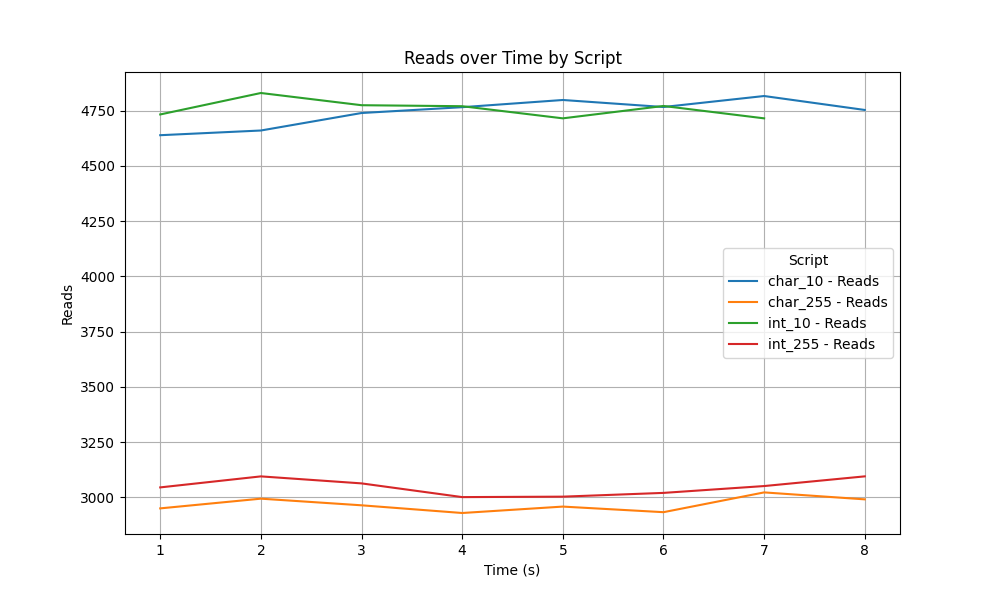 Reads over Time by Script
Reads
4750
4500
4250
4000
3750
3500
3250
3000
Script
char_10 - Reads
char_255 - Reads
int_10 - Reads
int_255 - Reads
1 2 3 4 5 6 7 8
Time (s)